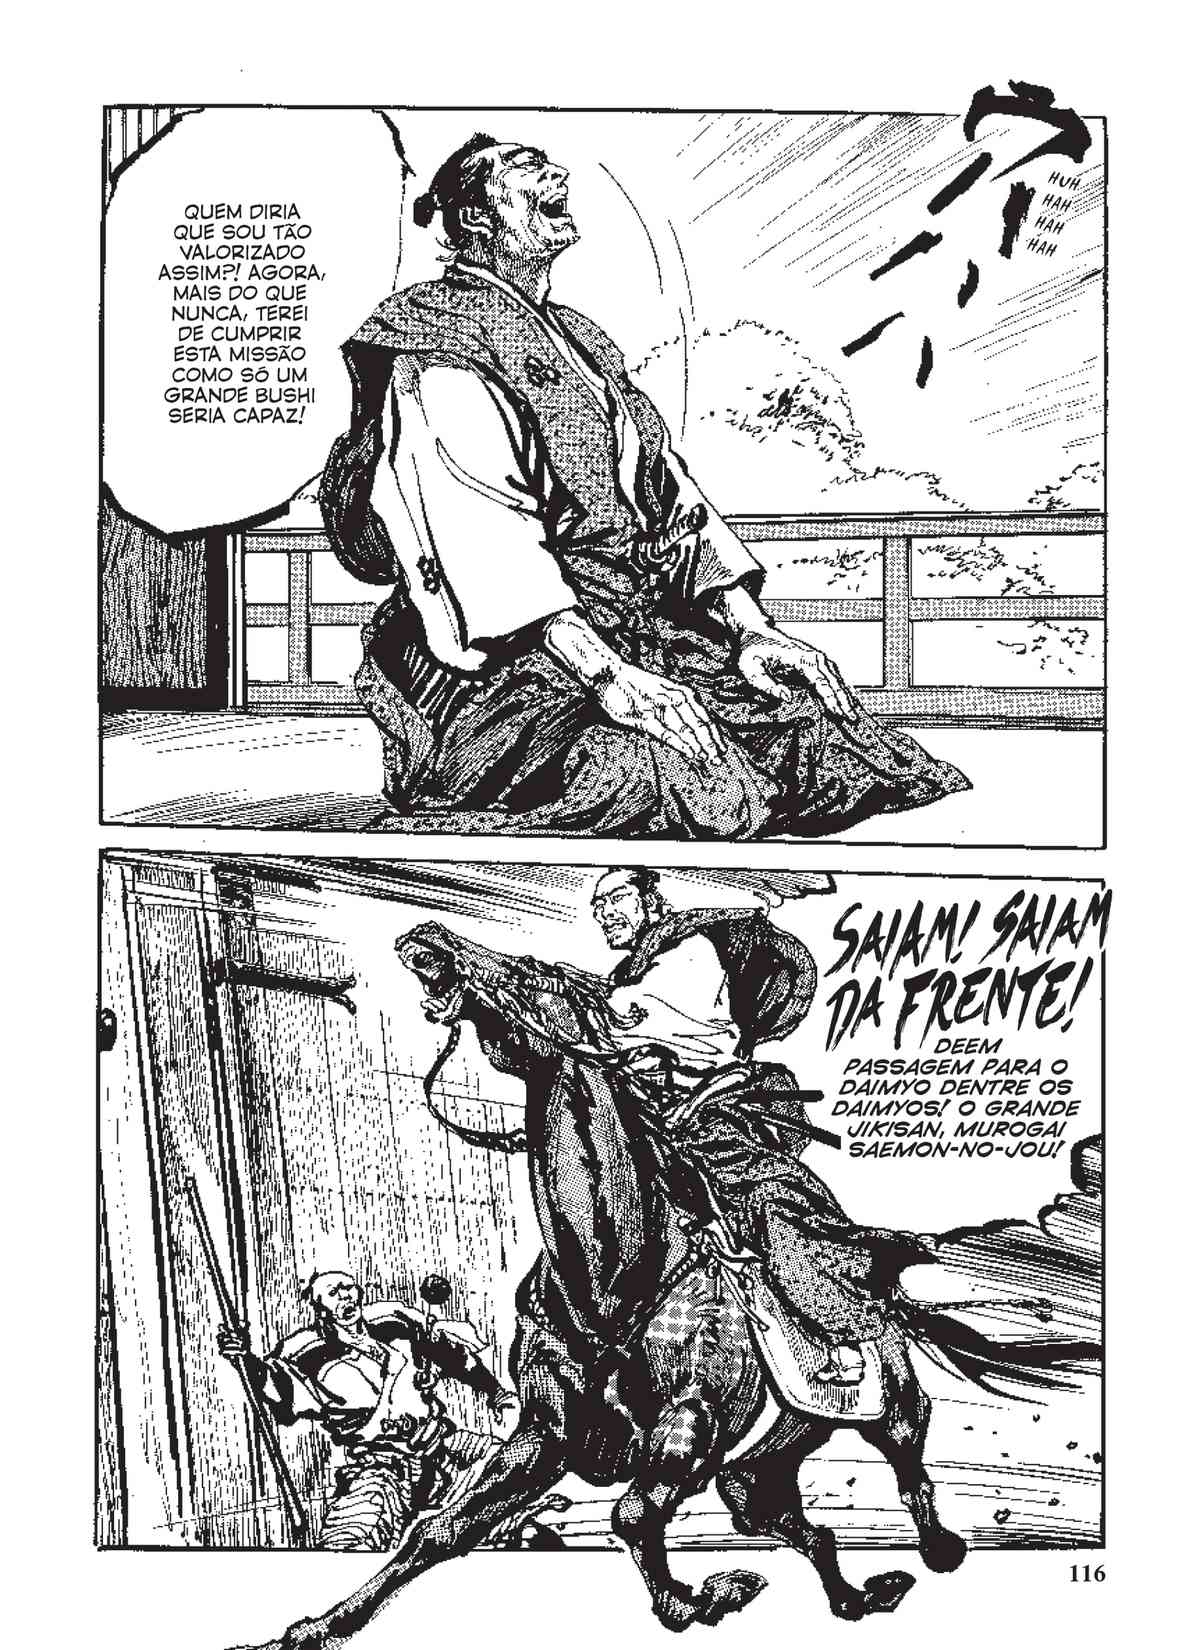 QUEM DIRIA
QUE SOU TÃO
VALORIZADO
ASSIM?! AGORA,
MAIS DO QUE
NUNCA, TEREI
DE CUMPRIR
ESTA MISSÃO
COMO SÓ UM
GRANDE BUSHI
SERIA CAPAZ!
HUH
HAH
HAH
HAH
SAIAM! SAIAM
DA FRENTE!
DEEM
PASSAGEM PARA O
DAIMYO DENTRE OS
DAIMYOS! O GRANDE
JIKISAN, MUROGAI
SAEMON-NO-JOU!
116